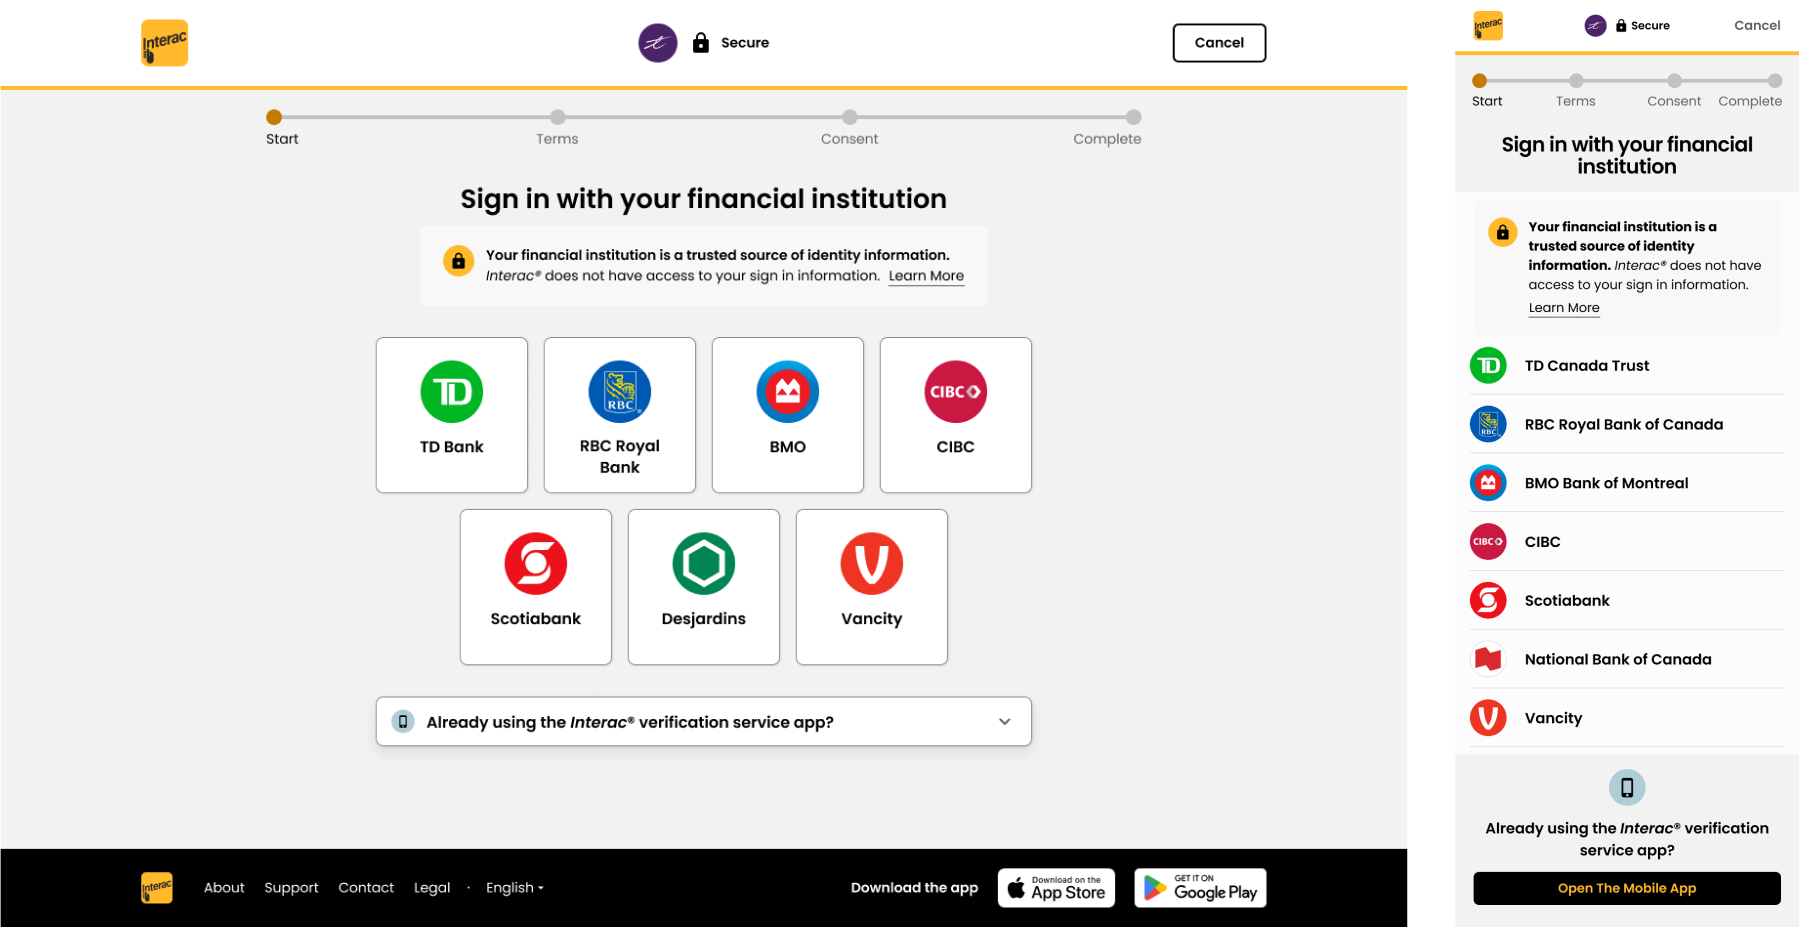 Interac
Secure
Cancel
Start
Terms
Consent
Complete
Sign in with your financial institution
Your financial institution is a trusted source of identity information.
Interac® does not have access to your sign in information. Learn More
TD
TD Bank
RBC
RBC Royal
Bank
BMO
CIBC
CIBC
Scotiabank
Desjardins
Vancity
Already using the Interac® verification service app?
Interac
About
Support
Contact
Legal
·
English
Download the app
Download on the
App Store
GET IT ON
Google Play
Interac
Secure
Cancel
Start
Terms
Consent
Complete
Sign in with your financial
institution
Your financial institution is a
trusted source of identity
information. Interac® does not have
access to your sign in information.
Learn More
TD
TD Canada Trust
RBC
RBC Royal Bank of Canada
BMO Bank of Montreal
CIBC
CIBC
Scotiabank
National Bank of Canada
Vancity
Already using the Interac® verification
service app?
Open The Mobile App